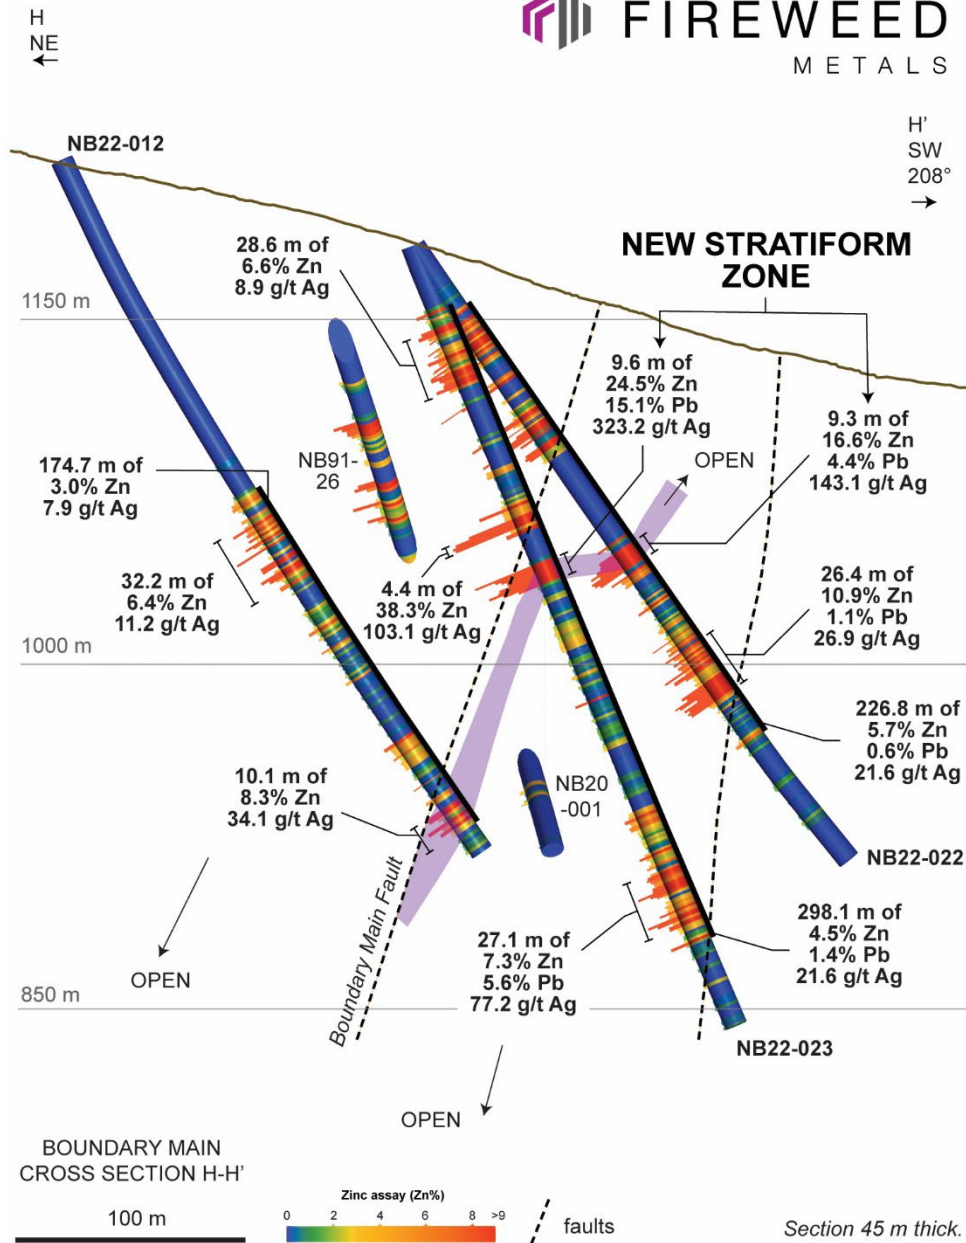 H
NE
FIREWEED
METALS
H'
SW
208°
NB22-012
NEW STRATIFORM
ZONE
28.6 m of
6.6% Zn
8.9 g/t Ag
1150 m
9.6 m of
24.5% Zn
15.1% Pb
323.2 g/t Ag
9.3 m of
16.6% Zn
4.4% Pb
143.1 g/t Ag
NB91-
26
OPEN
174.7 m of
3.0% Zn
7.9 g/t Ag
32.2 m of
6.4% Zn
11.2 g/t Ag
4.4 m of
38.3% Zn
103.1 g/t Ag
26.4 m of
10.9% Zn
1.1% Pb
26.9 g/t Ag
1000 m
226.8 m of
5.7% Zn
0.6% Pb
21.6 g/t Ag
10.1 m of
8.3% Zn
34.1 g/t Ag
NB20
-001
NB22-022
Boundary Main Fault
27.1 m of
7.3% Zn
5.6% Pb
77.2 g/t Ag
298.1 m of
4.5% Zn
1.4% Pb
21.6 g/t Ag
OPEN
850 m
NB22-023
OPEN
BOUNDARY MAIN
CROSS SECTION H-H'
100 m
Zinc assay (Zn%)
0 2 4 6 8 >9
faults
Section 45 m thick.